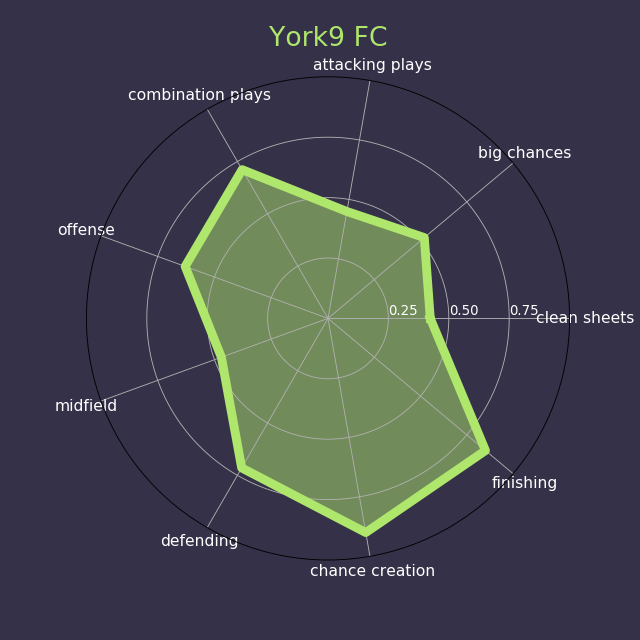 York9 FC
attacking plays
combination plays
big chances
offense
0.25
0.50
0.75
clean sheets
midfield
finishing
defending
chance creation